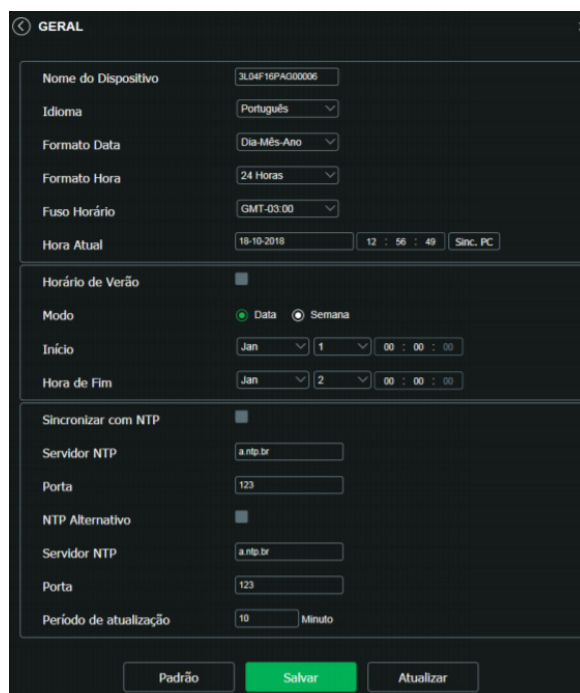 GERAL
Nome do Dispositivo 3L04F16PAG00006
Idioma Português
Formato Data Dia-Mês-Ano
Formato Hora 24 Horas
Fuso Horário GMT-03:00
Hora Atual 18-10-2018 12 : 56 : 49 Sinc. PC
Horário de Verão
Modo Data Semana
Início Jan 1 00 : 00 : 00
Hora de Fim Jan 2 00 : 00 : 00
Sincronizar com NTP
Servidor NTP a.ntp.br
Porta 123
NTP Alternativo
Servidor NTP a.ntp.br
Porta 123
Período de atualização 10 Minuto
Padrão Salvar Atualizar